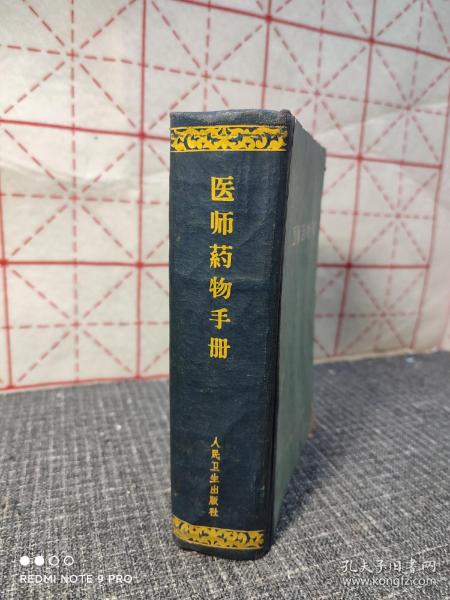 医师葯物手册
人民卫生出版社
REDMI NOTE 9 PRO
孔夫子旧书网
www.kongfz.com